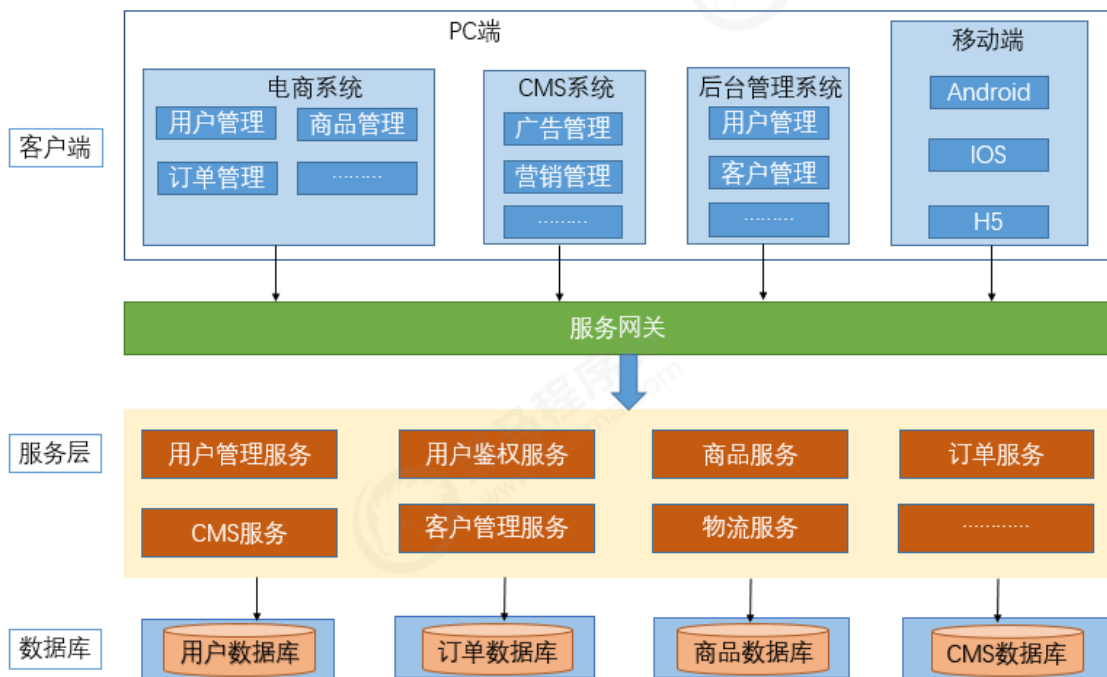 PC端
移动端
电商系统
CMS系统
后台管理系统
用户管理
商品管理
广告管理
用户管理
Android
客户端
订单管理
.........
营销管理
客户管理
IOS
.........
.........
H5
服务网关
服务层
用户管理服务
用户鉴权服务
商品服务
订单服务
CMS服务
客户管理服务
物流服务
............
数据库
用户数据库
订单数据库
商品数据库
CMS数据库